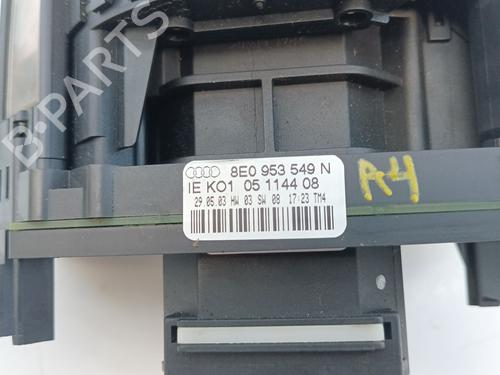 8E0 953 549 N
IE KO1 05 1144 08
29 05.03 HW 03 SW 08 17:23 TM4
A4
B-PARTS